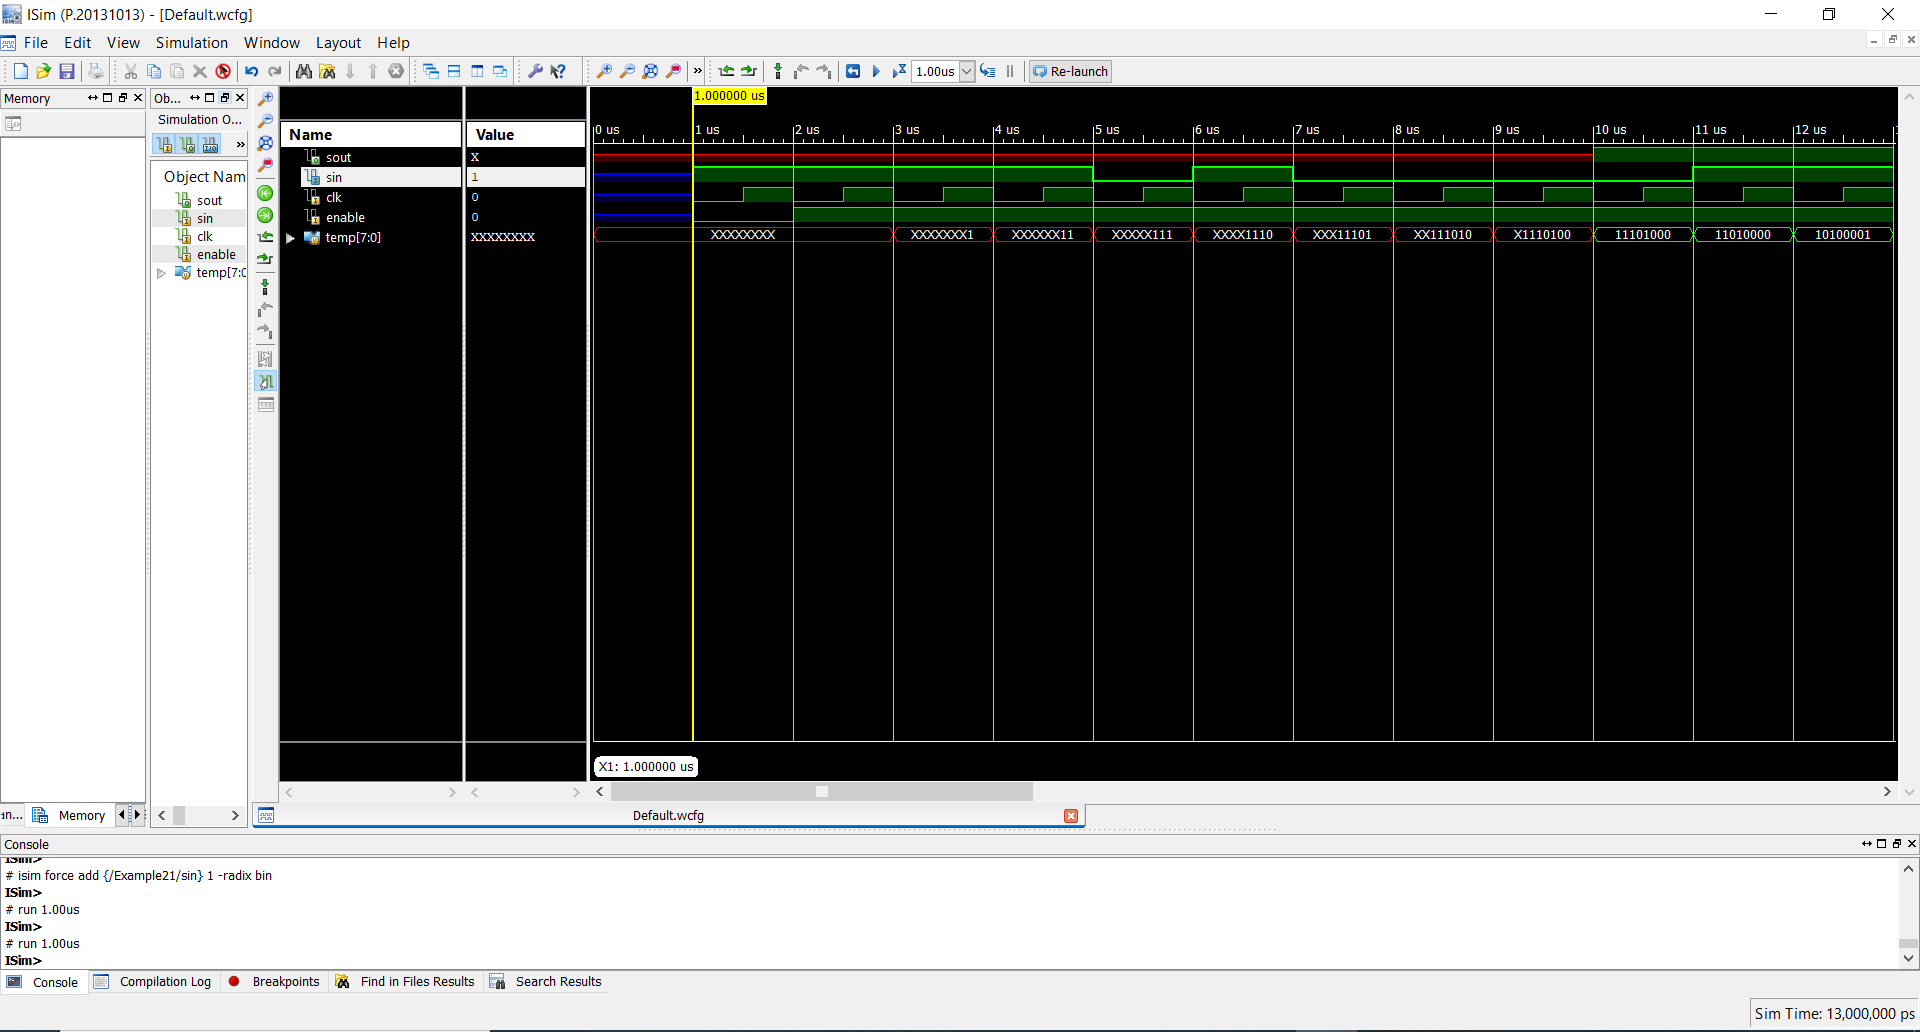 ISim (P.20131013) - [Default.wcfg]
File Edit View Simulation Window Layout Help
» 1.00us Re-launch
Memory
Ob...
Simulation O...
»
Object Nam
sout
sin
clk
enable
temp[7:0
Name Value
sout X
sin 1
clk 0
enable 0
temp[7:0] XXXXXXXX
1.000000 us
0 us 1 us 2 us 3 us 4 us 5 us 6 us 7 us 8 us 9 us 10 us 11 us 12 us
XXXXXXXX XXXXXXX1 XXXXXX11 XXXXX111 XXXX1110 XXX11101 XX111010 X1110100 11101000 11010000 10100001
X1: 1.000000 us
an... Memory
Default.wcfg
Console
ISim>
# isim force add {/Example21/sin} 1 -radix bin
ISim>
# run 1.00us
ISim>
# run 1.00us
ISim>
Console Compilation Log Breakpoints Find in Files Results Search Results
Sim Time: 13,000,000 ps